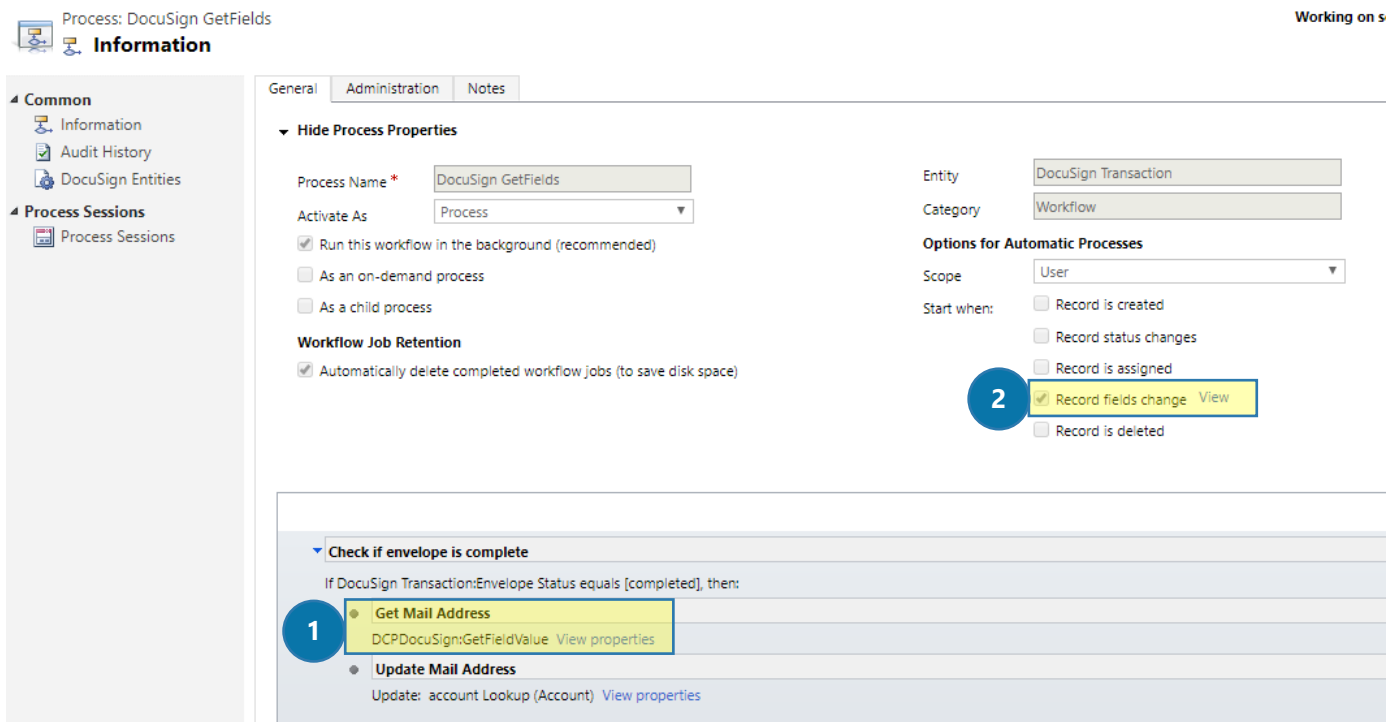 Process: DocuSign GetFields
Information
Working on s
Common
Information
Audit History
DocuSign Entities
Process Sessions
Process Sessions
General Administration Notes
Hide Process Properties
Process Name * DocuSign GetFields
Activate As Process
Run this workflow in the background (recommended)
As an on-demand process
As a child process
Workflow Job Retention
Automatically delete completed workflow jobs (to save disk space)
Entity DocuSign Transaction
Category Workflow
Options for Automatic Processes
Scope User
Start when: Record is created
Record status changes
Record is assigned
2 Record fields change View
Record is deleted
Check if envelope is complete
If DocuSign Transaction:Envelope Status equals [completed], then:
1 Get Mail Address
DCPDocuSign:GetFieldValue View properties
Update Mail Address
Update: account Lookup (Account) View properties